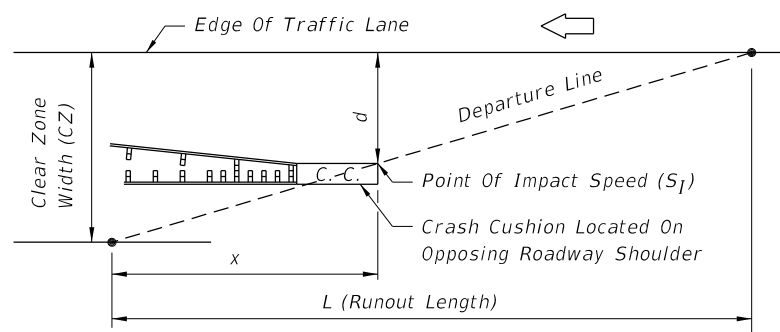 Edge Of Traffic Lane
Departure Line
d
Clear Zone
Width (CZ)
C.-C.
Point Of Impact Speed (SI)
Crash Cushion Located On
Opposing Roadway Shoulder
x
L (Runout Length)